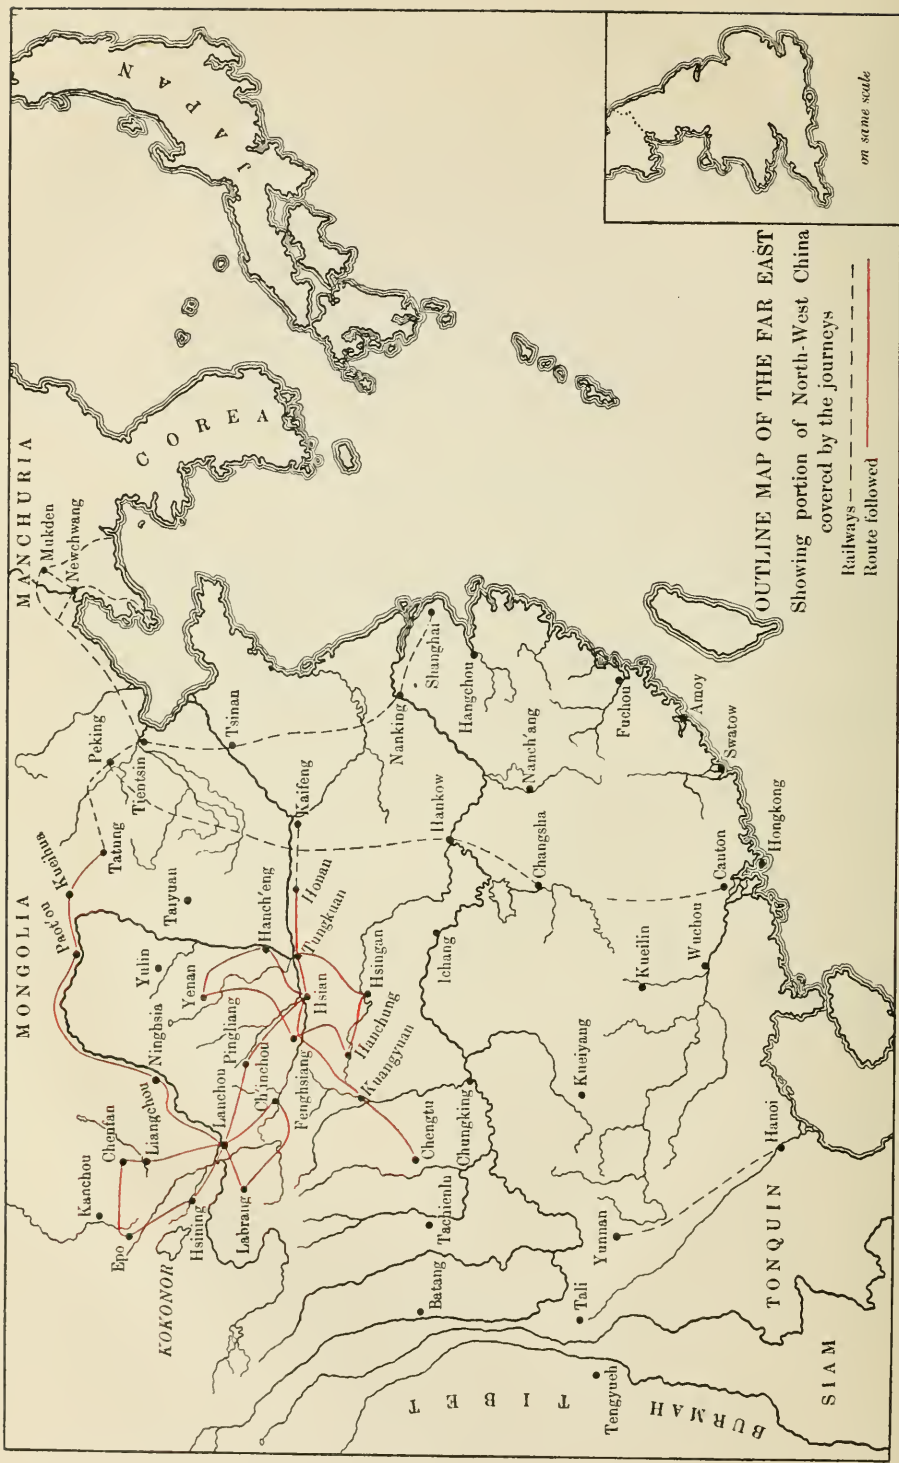 MONGOLIA
MANCHURIA
Mukden
Newchwang
COREA
JAPAN
Kanchou
Chenfan
Epo
Liangchou
Ninghsia
Paot'ou
Kueihua
Tatung
Peking
Tientsin
KOKONOR
Hsining
Lanchou
Labrang
Pingliang
Ch'inchou
Fenghsiang
Yulin
Yenan
Taiyuan
Hanch'eng
Tungkuan
Hsian
Honan
Kaifeng
Tsinan
Hsingan
Hanchung
Kuangyuan
Chengtu
Chungking
Ichang
Hankow
Nanking
Shanghai
Hangchou
Tachienlu
Batang
Changsha
Nanch'ang
Fuchou
Amoy
Swatow
Kueiyang
Kueilin
Wuchou
Canton
Hongkong
Yunnan
Tali
Tengyueh
Hanoi
TIBET
BURMAH
SIAM
TONQUIN
OUTLINE MAP OF THE FAR EAST
Showing portion of North-West China
covered by the journeys
Railways
Route followed
on same scale